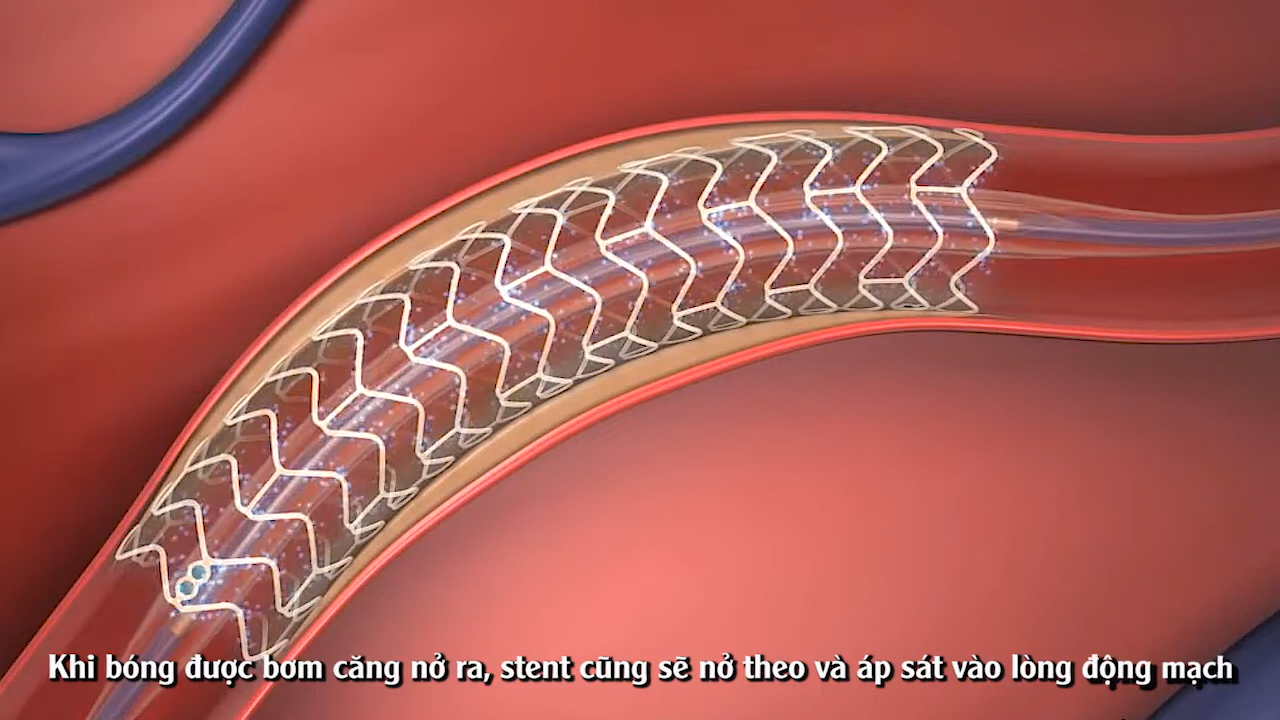 Khi bóng được bơm căng nở ra, stent cũng sẽ nở theo và áp sát vào lòng động mạch